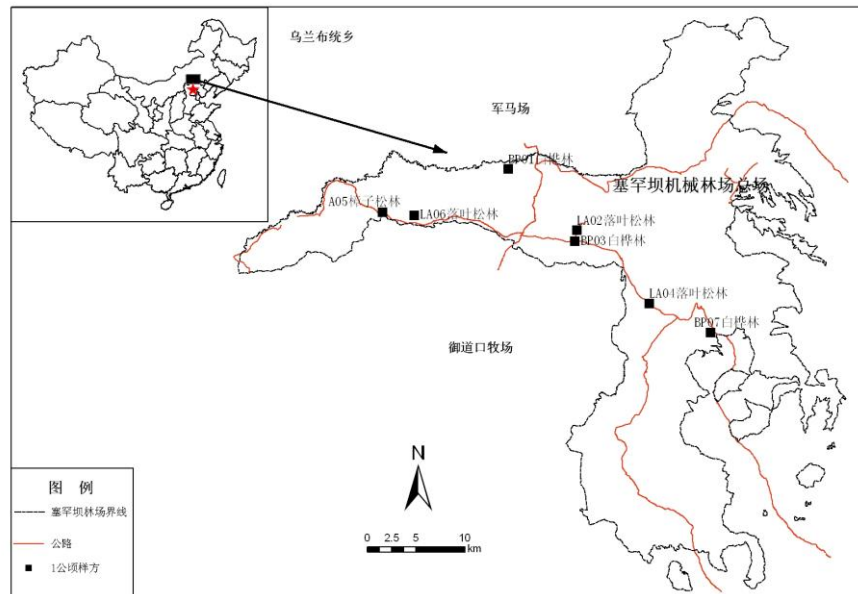 乌兰布统乡
军马场
BP01白桦林
塞罕坝机械林场总场
A05樟子松林
LA06落叶松林
LA02落叶松林
BP03白桦林
LA04落叶松林
BP07白桦林
御道口牧场
N
图 例
塞罕坝林场界线
公路
1公顷样方
0 2.5 5 10
km